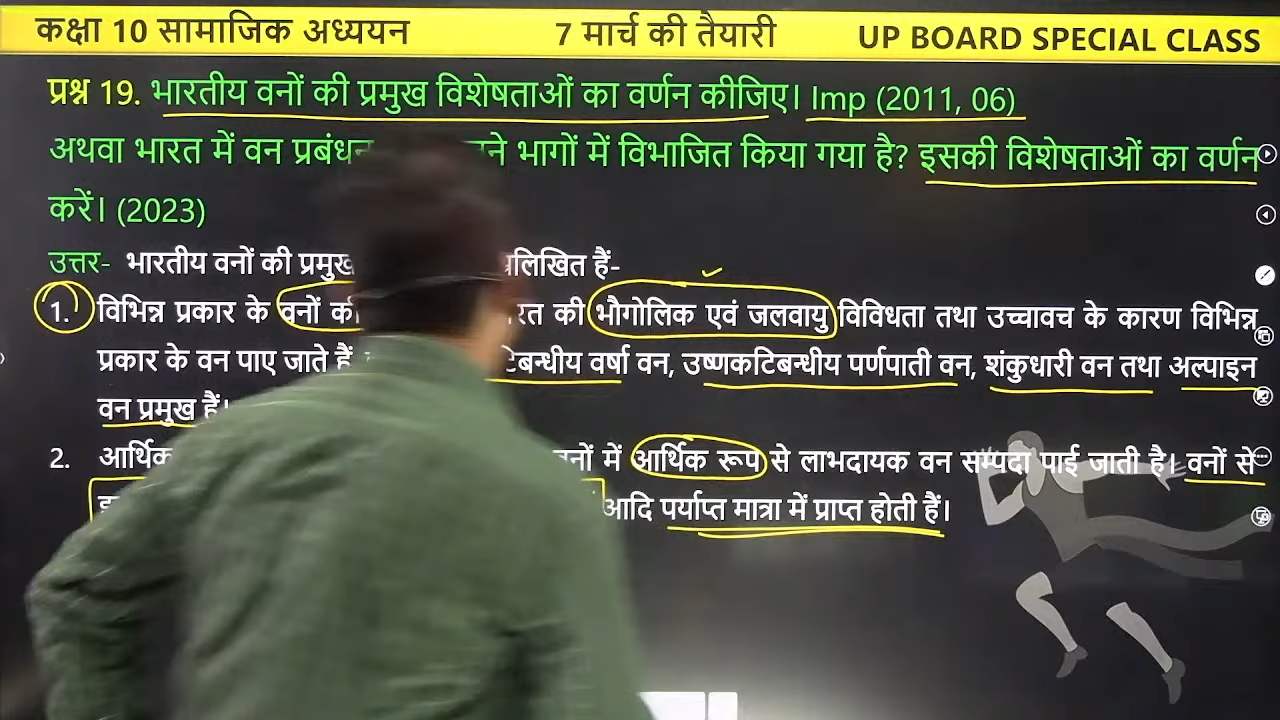 कक्षा 10 सामाजिक अध्ययन 7 मार्च की तैयारी UP BOARD SPECIAL CLASS
प्रश्न 19. भारतीय वनों की प्रमुख विशेषताओं का वर्णन कीजिए। Imp (2011, 06)
अथवा भारत में वन प्रबंधन भागों में विभाजित किया गया है? इसकी विशेषताओं का वर्णन
करें। (2023)
उत्तर- भारतीय वनों की प्रमुख हैं-
1. विभिन्न प्रकार के वनों की की भौगोलिक एवं जलवायु विविधता तथा उच्चावच के कारण विभिन्न
प्रकार के वन पाए जाते हैं वर्षा वन, उष्णकटिबन्धीय पर्णपाती वन, शंकुधारी वन तथा अल्पाइन
वन प्रमुख हैं।
2. आर्थिक वनों में आर्थिक रूप से लाभदायक वन सम्पदा पाई जाती है। वनों से
आदि पर्याप्त मात्रा में प्राप्त होती हैं।